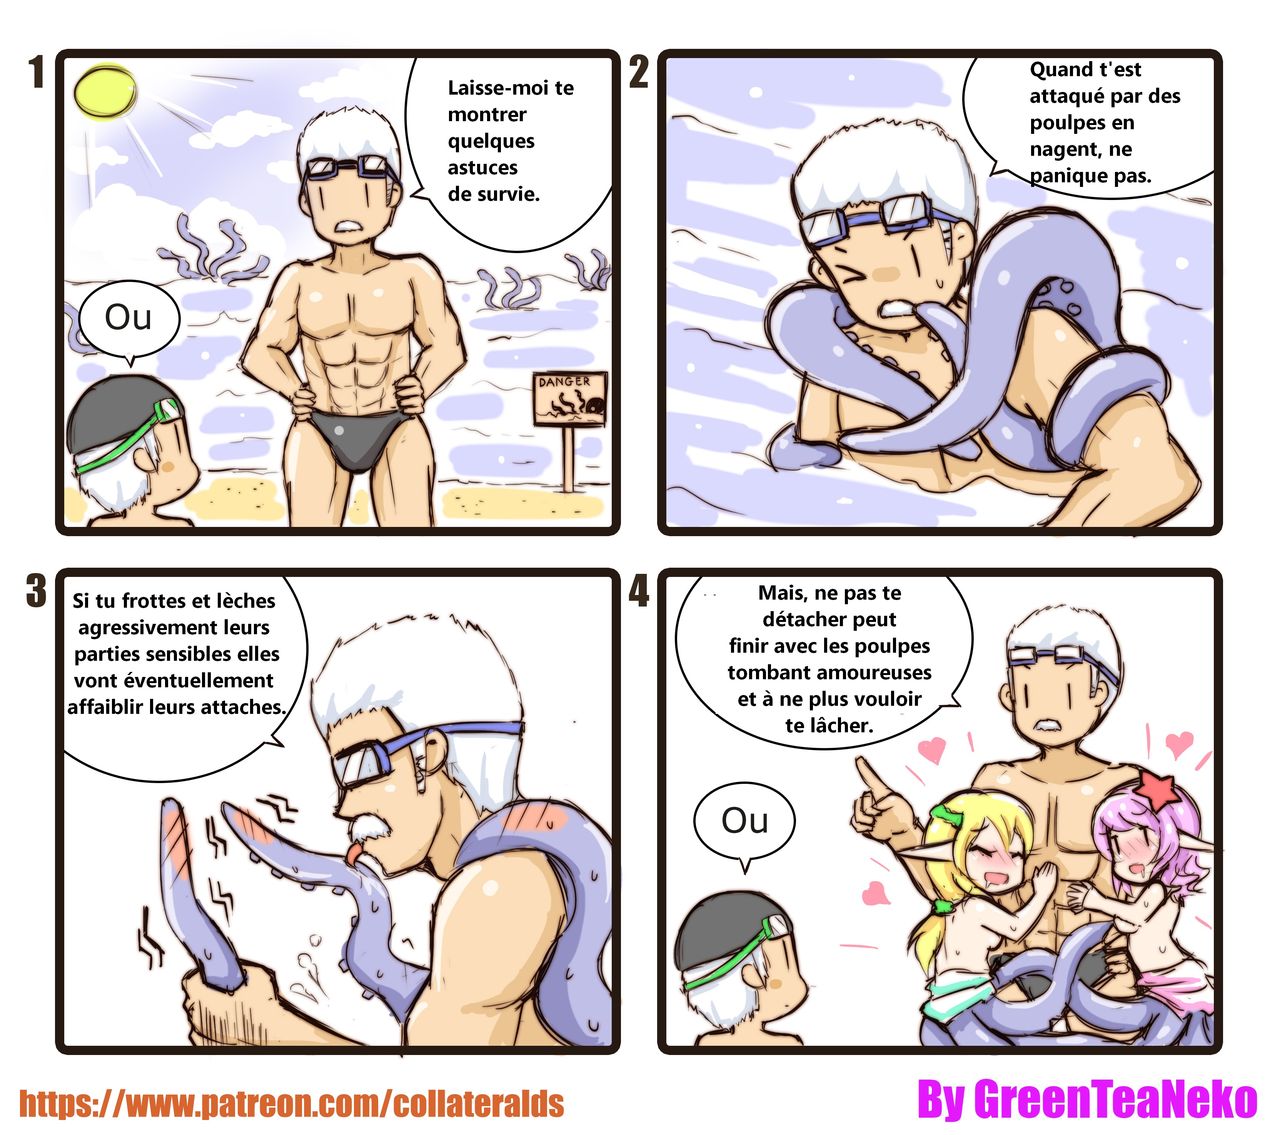 1
Laisse-moi te
montrer
quelques
astuces
de survie.
Ou
DANGER
2
Quand t'est
attaqué par des
poulpes en
nagent, ne
panique pas.
3
Si tu frottes et lèches
agressivement leurs
parties sensibles elles
vont éventuellement
affaiblir leurs attaches.
4
Mais, ne pas te
détacher peut
finir avec les poulpes
tombant amoureuses
et à ne plus vouloir
te lâcher.
Ou
https://www.patreon.com/collateralds
By GreenTeaNeko